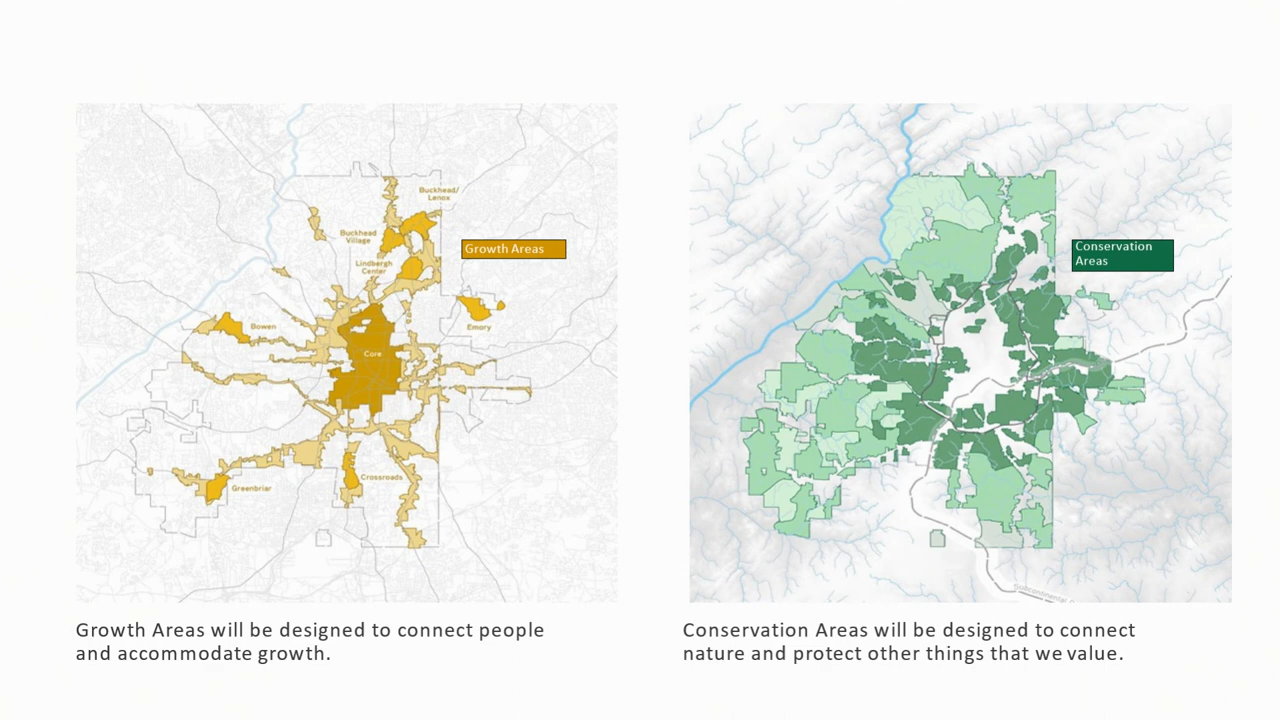 Buckhead/
Lenox
Buckhead
Village
Growth Areas
Lindbergh
Center
Bowen
Emory
Core
Crossroads
Greenbriar
Growth Areas will be designed to connect people
and accommodate growth.
Conservation
Areas
Subcontinental
Conservation Areas will be designed to connect
nature and protect other things that we value.